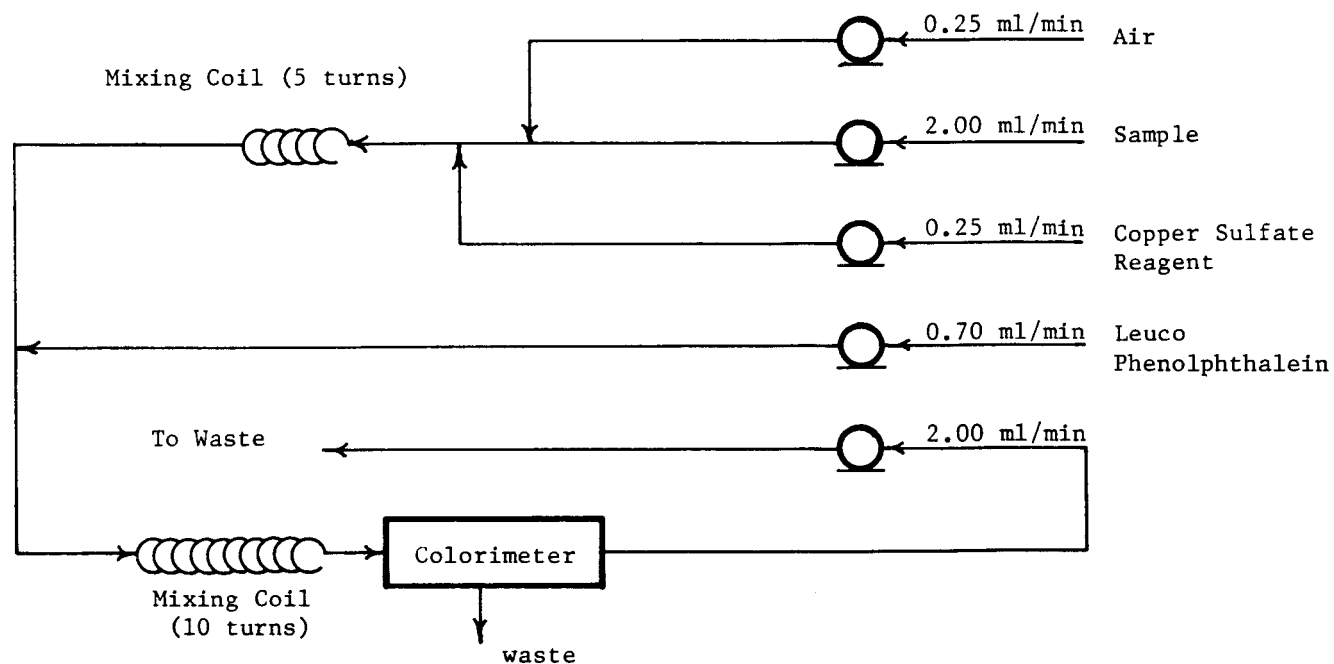 0.25 ml/min
Air
Mixing Coil (5 turns)
2.00 ml/min
Sample
0.25 ml/min
Copper Sulfate
Reagent
0.70 ml/min
Leuco
Phenolphthalein
To Waste
2.00 ml/min
Colorimeter
Mixing Coil
(10 turns)
waste